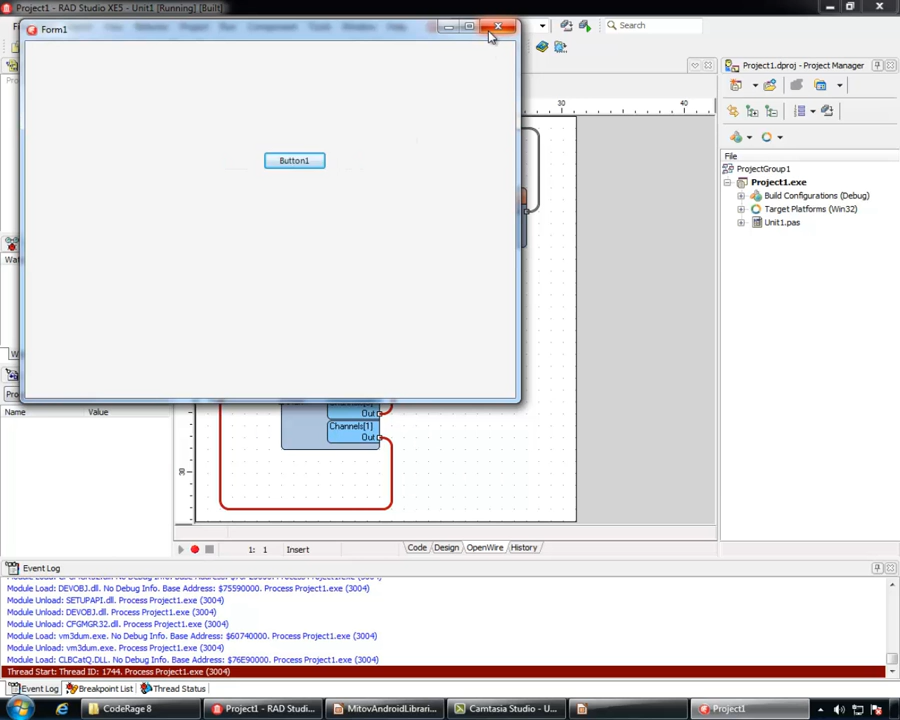 Project1 - RAD Studio XE5 - Unit1 [Running] [Built]
Form1
Search
Button1
Project1.dproj - Project Manager
30
40
File
ProjectGroup1
Project1.exe
Build Configurations (Debug)
Target Platforms (Win32)
Unit1.pas
Name
Value
Out
Channels[1]
Out
30
1: 1
Insert
Code
Design
OpenWire
History
Event Log
Module Load: DEVOBJ.dll. No Debug Info. Base Address: $75590000. Process Project1.exe (3004)
Module Unload: SETUPAPI.dll. Process Project1.exe (3004)
Module Unload: DEVOBJ.dll. Process Project1.exe (3004)
Module Unload: CFGMGR32.dll. Process Project1.exe (3004)
Module Load: vm3dum.exe. No Debug Info. Base Address: $60740000. Process Project1.exe (3004)
Module Unload: vm3dum.exe. Process Project1.exe (3004)
Module Load: CLBCatQ.DLL. No Debug Info. Base Address: $76E90000. Process Project1.exe (3004)
Thread Start: Thread ID: 1744. Process Project1.exe (3004)
Event Log
Breakpoint List
Thread Status
CodeRage 8
Project1 - RAD Studi...
MitovAndroidLibrari...
Camtasia Studio - U...
Project1